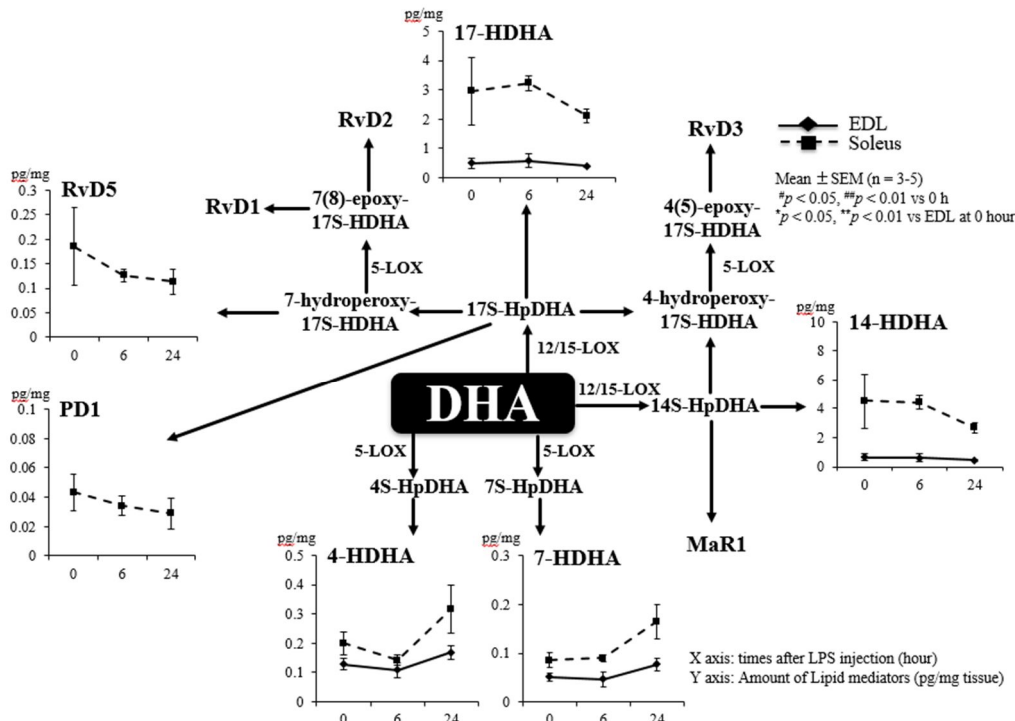 pg/mg
17-HDHA
5
4
3
2
1
0
0 6 24
RvD2
RvD3
EDL
Soleus
Mean ± SEM (n = 3-5)
#p < 0.05, ##p < 0.01 vs 0 h
*p < 0.05, **p < 0.01 vs EDL at 0 hour
pg/mg
RvD5
0.3
0.25
0.2
0.15
0.1
0.05
0
0 6 24
RvD1
7(8)-epoxy-
17S-HDHA
4(5)-epoxy-
17S-HDHA
5-LOX
5-LOX
7-hydroperoxy-
17S-HDHA
17S-HpDHA
4-hydroperoxy-
17S-HDHA
12/15-LOX
pg/mg
14-HDHA
10
8
6
4
2
0
0 6 24
DHA
12/15-LOX
14S-HpDHA
pg/mg
PD1
0.1
0.08
0.06
0.04
0.02
0
0 6 24
5-LOX
5-LOX
4S-HpDHA
7S-HpDHA
MaR1
pg/mg
4-HDHA
0.5
0.4
0.3
0.2
0.1
0
0 6 24
pg/mg
7-HDHA
0.3
0.2
0.1
0
0 6 24
X axis: times after LPS injection (hour)
Y axis: Amount of Lipid mediators (pg/mg tissue)